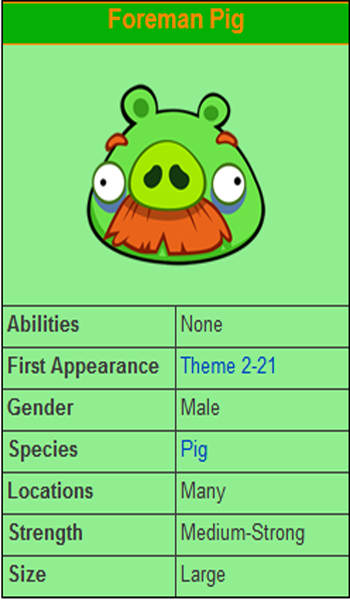 Foreman Pig
Abilities None
First Appearance Theme 2-21
Gender Male
Species Pig
Locations Many
Strength Medium-Strong
Size Large